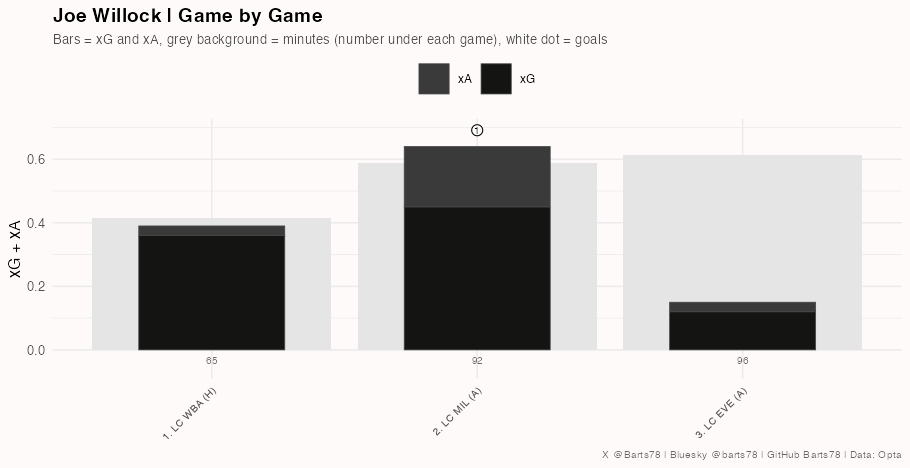 Joe Willock | Game by Game
Bars = xG and xA, grey background = minutes (number under each game), white dot = goals
xA xG
1
xG + xA
0.6
0.4
0.2
0.0
65 92 96
1. LC WBA (H) 2. LC MIL (A) 3. LC EVE (A)
X @Barts78 | Bluesky @barts78 | GitHub Barts78 | Data: Opta